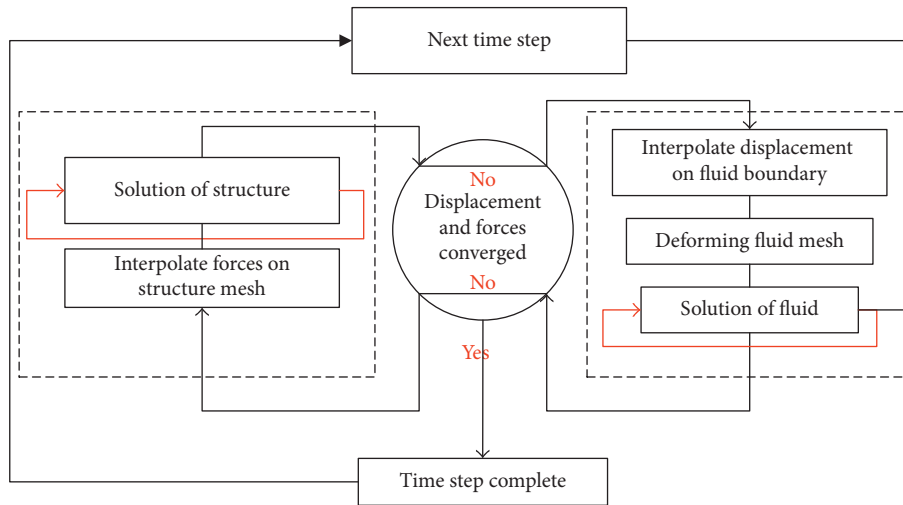 Next time step
Solution of structure
Interpolate forces on
structure mesh
No
Displacement
and forces
converged
No
Yes
Interpolate displacement
on fluid boundary
Deforming fluid mesh
Solution of fluid
Time step complete